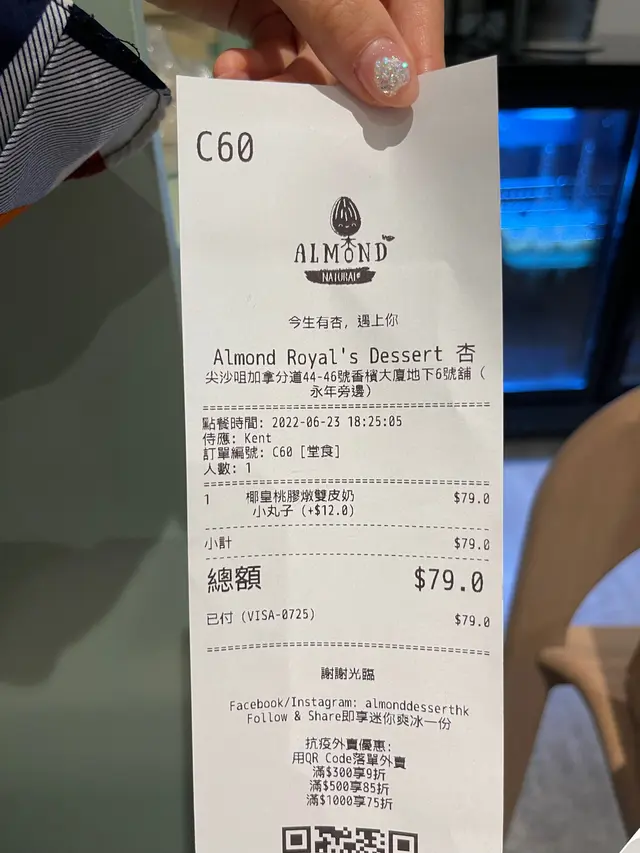 C60
ALMOND
NATURAL
今生有杏，遇上你
Almond Royal's Dessert 杏
尖沙咀加拿分道44-46號香檳大廈地下6號舖（
永年旁邊）
點餐時間: 2022-06-23 18:25:05
侍應: Kent
訂單編號: C60 [堂食]
人數: 1
1 椰皇桃膠燉雙皮奶 $79.0
小丸子 (+$12.0)
小計 $79.0
總額 $79.0
已付 (VISA-0725) $79.0
謝謝光臨
Facebook/Instagram: almonddesserthk
Follow & Share即享迷你爽冰一份
抗疫外賣優惠:
用QR Code落單外賣
滿$300享9折
滿$500享85折
滿$1000享75折